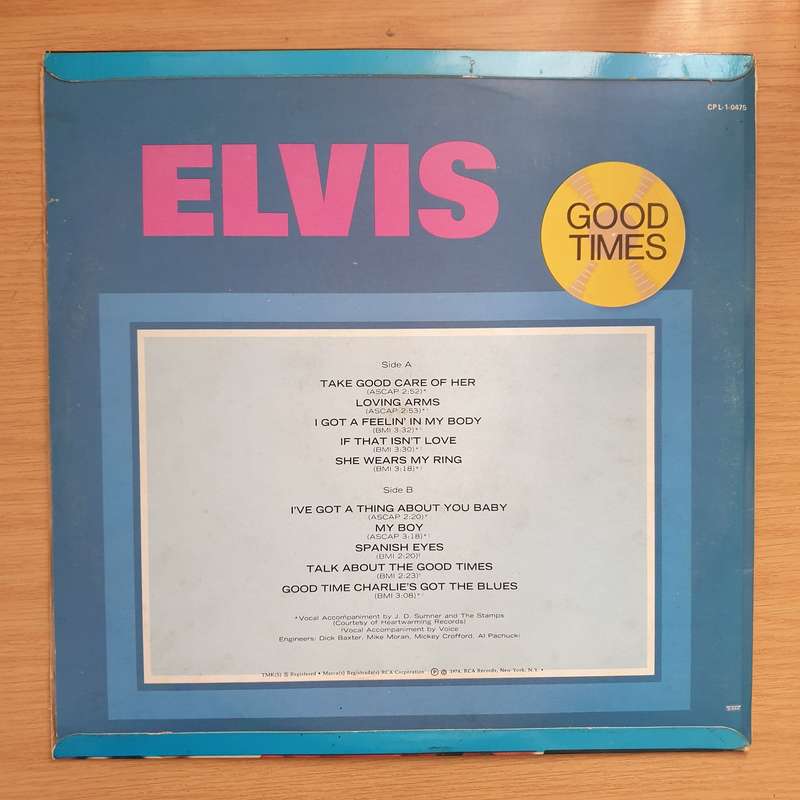 CPL-1-0475
ELVIS
GOOD
TIMES
Side A
TAKE GOOD CARE OF HER
(ASCAP 2:52)*
LOVING ARMS
(ASCAP 2:53)*
I GOT A FEELIN' IN MY BODY
(BMI 3:32)*
IF THAT ISN'T LOVE
(BMI 3:30)*
SHE WEARS MY RING
(BMI 3:18)*
Side B
I'VE GOT A THING ABOUT YOU BABY
(ASCAP 2:20)*
MY BOY
(ASCAP 3:18)*
SPANISH EYES
(BMI 2:20)
TALK ABOUT THE GOOD TIMES
(BMI 2:23)
GOOD TIME CHARLIE'S GOT THE BLUES
(BMI 3:08)*
*Vocal Accompaniment by J. D. Sumner and The Stamps
(Courtesy of Heartwarming Records)
Vocal Accompaniment by Voice
Engineers: Dick Baxter, Mike Moran, Mickey Crofford, Al Pachucki
TMK(S) ® Registered • Marca(s) Registrada(s) RCA Corporation ℗ © 1974, RCA Records, New York, N.Y. •